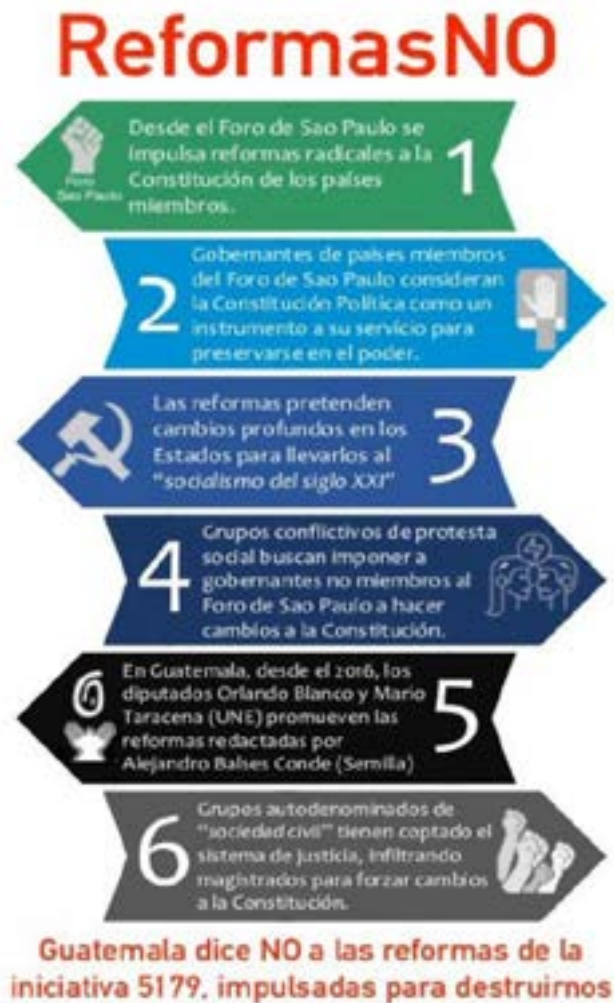 ReformasNO
Desde el Foro de Sao Paulo se
impulsa reformas radicales a la
Constitución de los países
miembros.
1
Foro
Sao Paulo
Gobernantes de países miembros
del Foro de Sao Paulo consideran
la Constitución Política como un
instrumento a su servicio para
preservarse en el poder.
2
Las reformas pretenden
cambios profundos en los
Estados para llevarlos al
"socialismo del siglo XXI"
3
Grupos conflictivos de protesta
social buscan imponer a
gobernantes no miembros al
Foro de Sao Paulo a hacer
cambios a la Constitución.
4
En Guatemala, desde el 2016, los
diputados Orlando Blanco y Mario
Taracena (UNE) promueven las
reformas redactadas por
Alejandro Balses Conde (Semilla)
5
Grupos autodenominados de
"sociedad civil" tienen coptado el
sistema de justicia, infiltrando
magistrados para forzar cambios
a la Constitución.
6
Guatemala dice NO a las reformas de la
iniciativa 5179, impulsadas para destruirnos